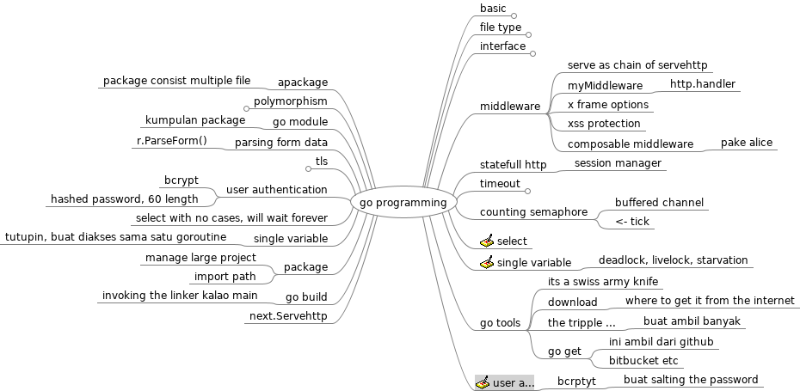 go programming
basic
file type
interface
middleware
serve as chain of servehttp
myMiddleware
http.handler
x frame options
xss protection
composable middleware
pake alice
statefull http
session manager
timeout
counting semaphore
buffered channel
<- tick
select
single variable
deadlock, livelock, starvation
go tools
its a swiss army knife
download
where to get it from the internet
the tripple ...
buat ambil banyak
go get
ini ambil dari github
bitbucket etc
user a...
bcrptyt
buat salting the password
apackage
package consist multiple file
polymorphism
go module
kumpulan package
parsing form data
r.ParseForm()
tls
user authentication
bcrypt
hashed password, 60 length
select with no cases, will wait forever
single variable
tutupin, buat diakses sama satu goroutine
package
manage large project
import path
go build
invoking the linker kalao main
next.Servehttp